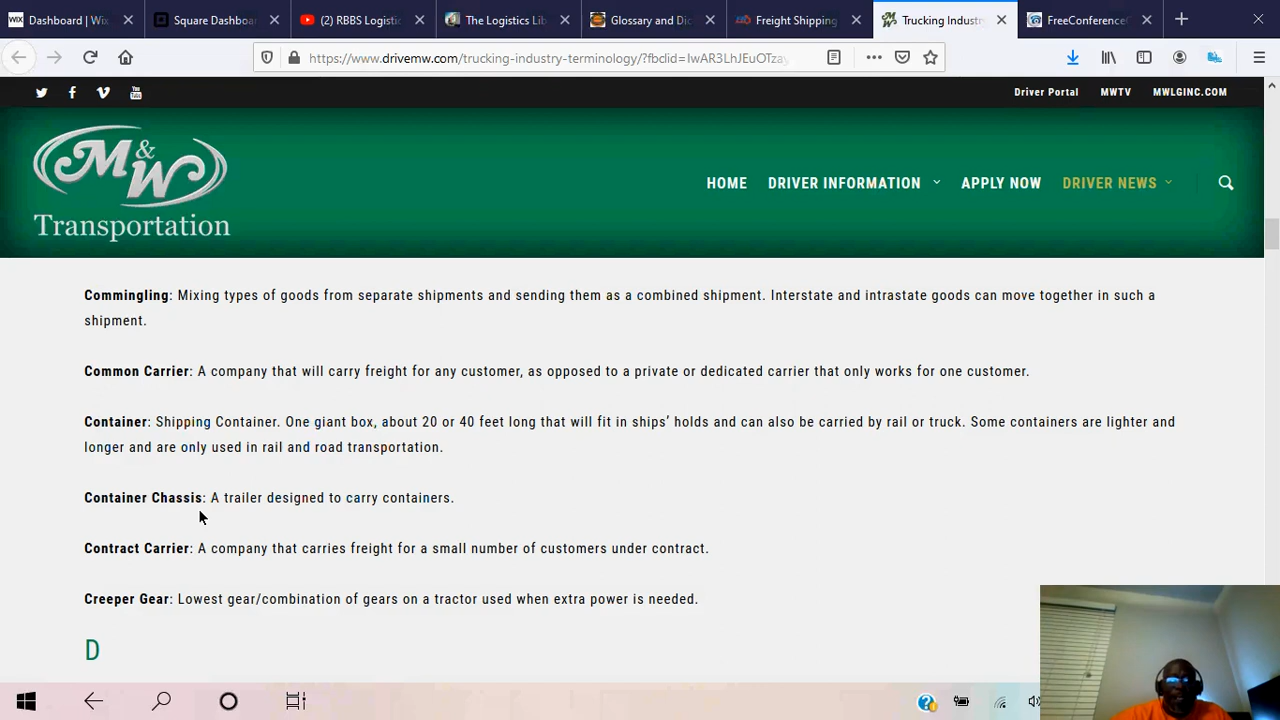 Dashboard | Wix
Square Dashboar
(2) RBBS Logistic
The Logistics Lib
Glossary and Dic
Freight Shipping
Trucking Industr
FreeConference
https://www.drivemw.com/trucking-industry-terminology/?fbclid=IwAR3LhJEuOTzay
Driver Portal MWTV MWLGINC.COM
M&W
Transportation
HOME DRIVER INFORMATION APPLY NOW DRIVER NEWS
Commingling: Mixing types of goods from separate shipments and sending them as a combined shipment. Interstate and intrastate goods can move together in such a
shipment.
Common Carrier: A company that will carry freight for any customer, as opposed to a private or dedicated carrier that only works for one customer.
Container: Shipping Container. One giant box, about 20 or 40 feet long that will fit in ships’ holds and can also be carried by rail or truck. Some containers are lighter and
longer and are only used in rail and road transportation.
Container Chassis: A trailer designed to carry containers.
Contract Carrier: A company that carries freight for a small number of customers under contract.
Creeper Gear: Lowest gear/combination of gears on a tractor used when extra power is needed.
D